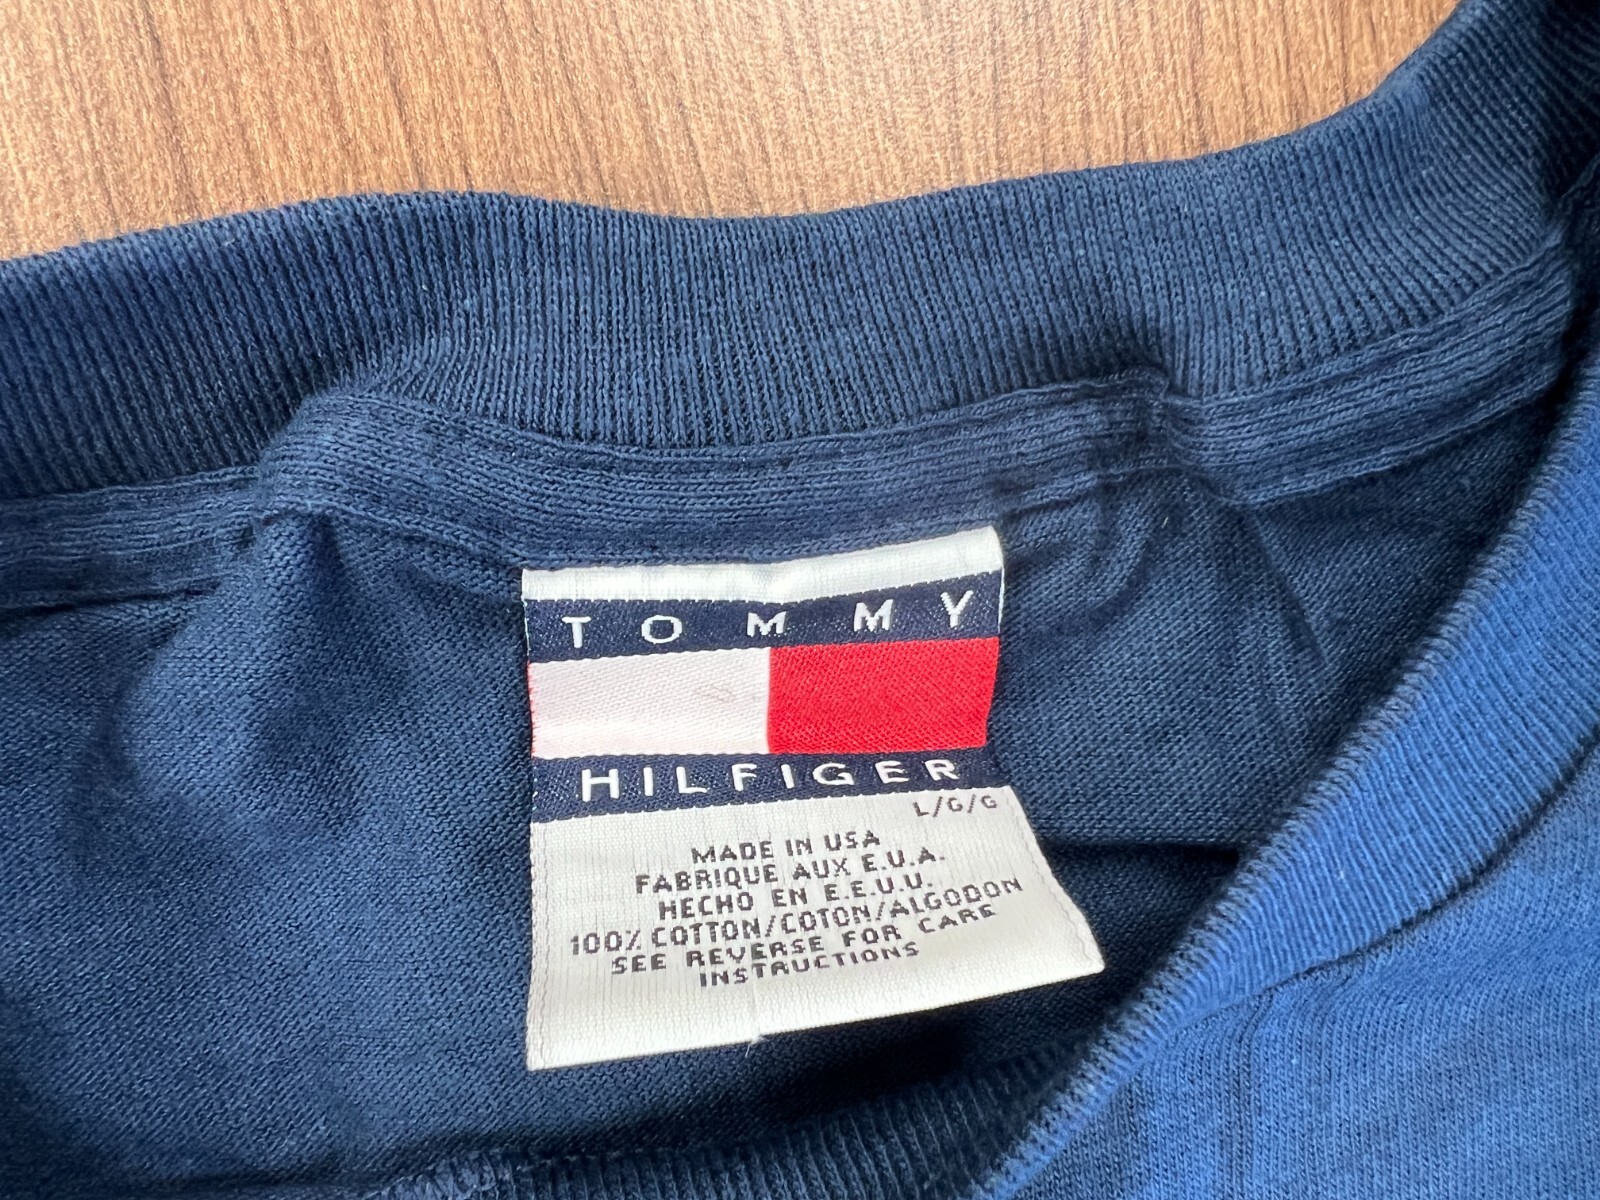 TOMMY
HILFIGER
L/G/G
MADE IN USA
FABRIQUE AUX E.U.A.
HECHO EN E.E.U.U.
100% COTTON/COTON/ALGODON
SEE REVERSE FOR CARE
INSTRUCTIONS